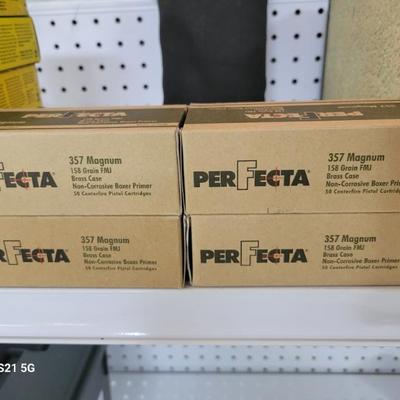 PERFECTA
357 Magnum
158 Grain FMJ
Brass Case
Non-Corrosive Boxer Primer
50 Centerfire Pistol Cartridges
PERFECTA
357 Magnum
158 Grain FMJ
Brass Case
Non-Corrosive Boxer Primer
50 Centerfire Pistol Cartridges
PERFECTA
357 Magnum
158 Grain FMJ
Brass Case
Non-Corrosive Boxer Primer
50 Centerfire Pistol Cartridges
PERFECTA
357 Magnum
158 Grain FMJ
Brass Case
Non-Corrosive Boxer Primer
50 Centerfire Pistol Cartridges
S21 5G